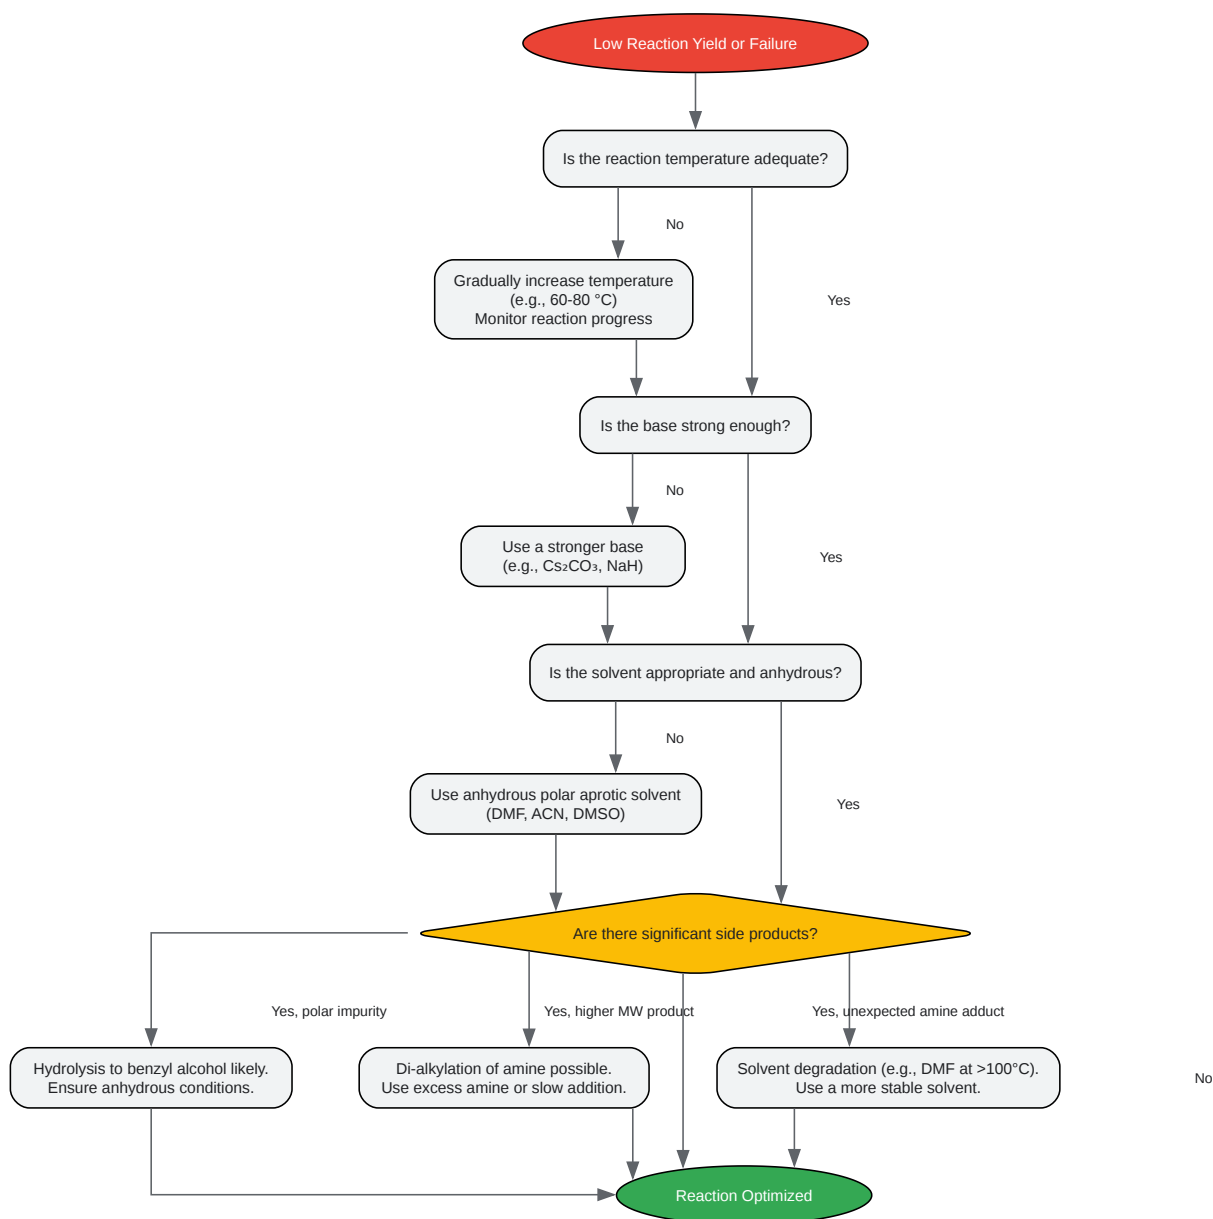 Low Reaction Yield or Failure
Is the reaction temperature adequate?
No
Gradually increase temperature
(e.g., 60-80 °C)
Monitor reaction progress
Yes
Is the base strong enough?
No
Use a stronger base
(e.g., Cs₂CO₃, NaH)
Yes
Is the solvent appropriate and anhydrous?
No
Use anhydrous polar aprotic solvent
(DMF, ACN, DMSO)
Yes
Are there significant side products?
Yes, polar impurity
Yes, higher MW product
Yes, unexpected amine adduct
Hydrolysis to benzyl alcohol likely.
Ensure anhydrous conditions.
Di-alkylation of amine possible.
Use excess amine or slow addition.
Solvent degradation (e.g., DMF at >100°C).
Use a more stable solvent.
No
Reaction Optimized